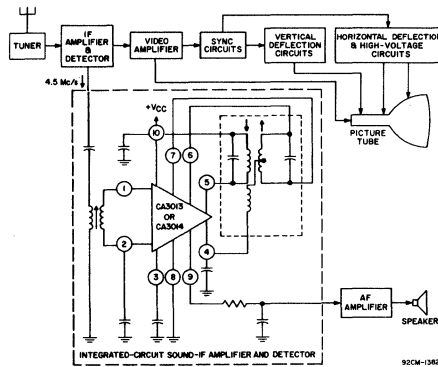 TUNER
IF
AMPLIFIER
&
DETECTOR
VIDEO
AMPLIFIER
SYNC
CIRCUITS
VERTICAL
DEFLECTION
CIRCUITS
HORIZONTAL DEFLECTION
& HIGH-VOLTAGE
CIRCUITS
4.5 Mc/s
PICTURE
TUBE
+VCC
10
7
6
1
5
CA3013
OR
CA3014
2
4
3
8
9
AF
AMPLIFIER
SPEAKER
INTEGRATED-CIRCUIT SOUND-IF AMPLIFIER AND DETECTOR